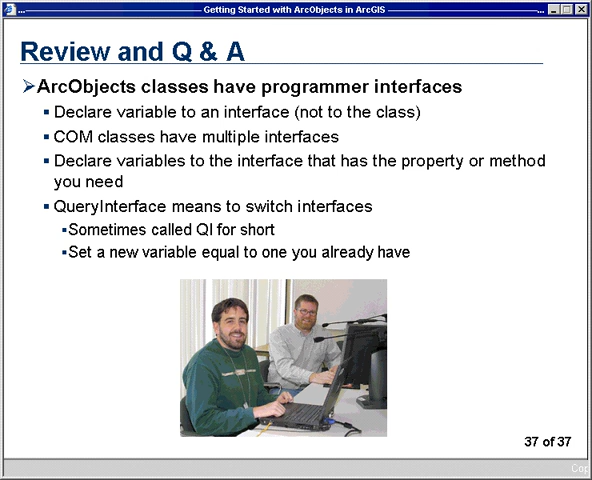 Getting Started with ArcObjects in ArcGIS
Review and Q & A
ArcObjects classes have programmer interfaces
Declare variable to an interface (not to the class)
COM classes have multiple interfaces
Declare variables to the interface that has the property or method
you need
QueryInterface means to switch interfaces
Sometimes called QI for short
Set a new variable equal to one you already have
37 of 37
Cop